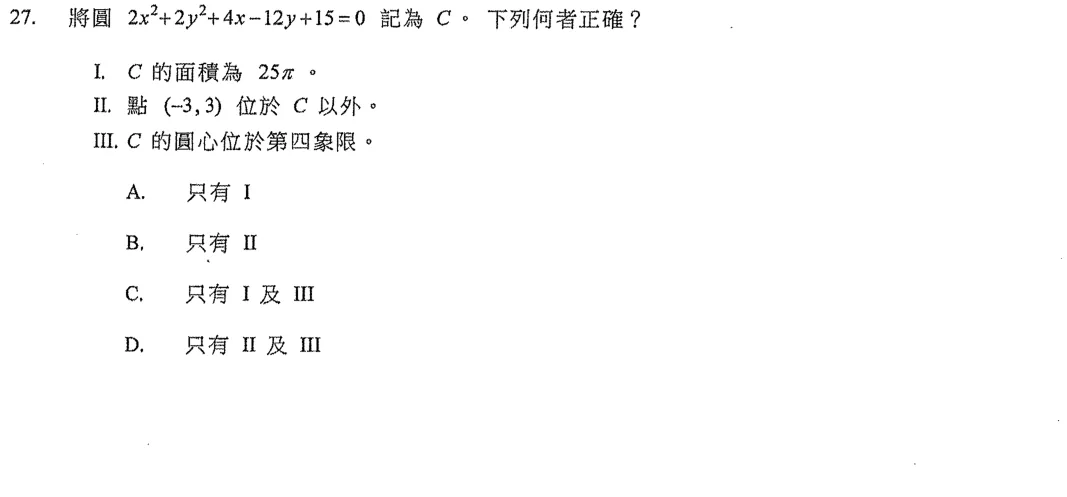 27. 將圓 2x²+2y²+4x−12y+15=0 記為 C。 下列何者正確？
I. C 的面積為 25π 。
II. 點 (−3, 3) 位於 C 以外。
III. C 的圓心位於第四象限。
A. 只有 I
B. 只有 II
C. 只有 I 及 III
D. 只有 II 及 III